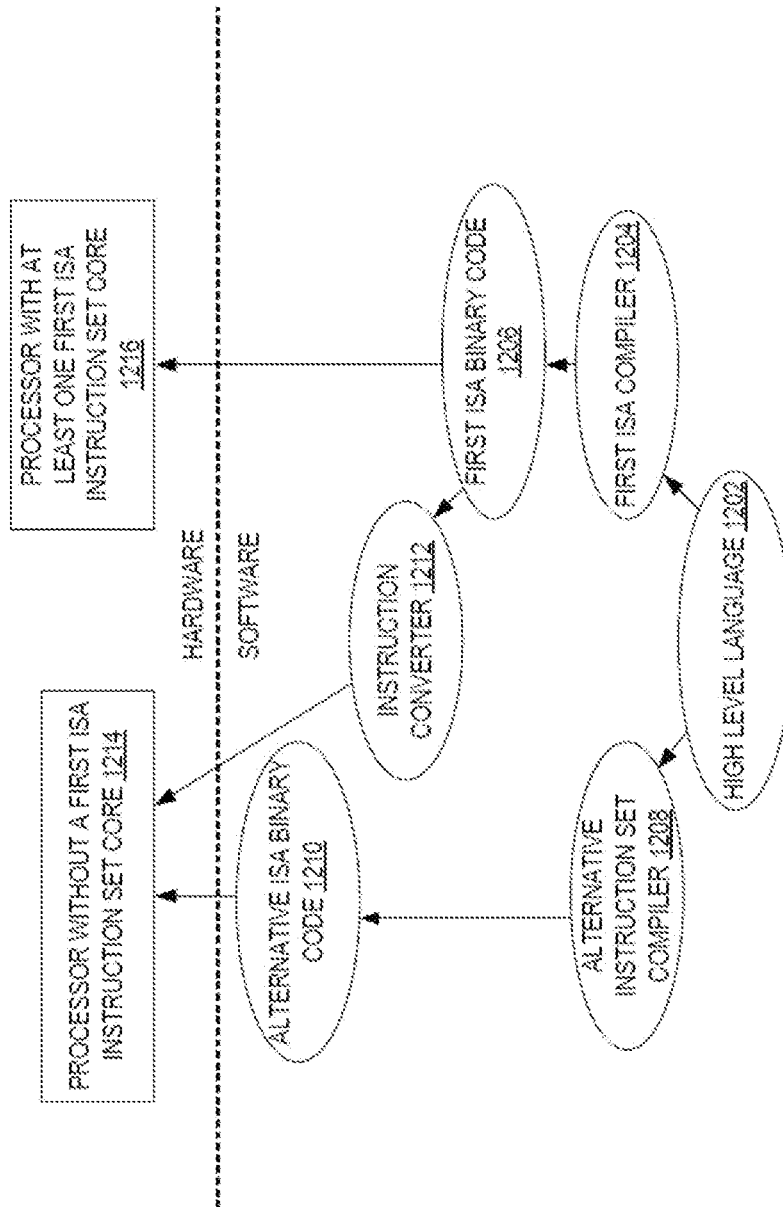 PROCESSOR WITHOUT A FIRST ISA
INSTRUCTION SET CORE 1214
PROCESSOR WITH AT
LEAST ONE FIRST ISA
INSTRUCTION SET CORE
1216
HARDWARE
SOFTWARE
ALTERNATIVE ISA BINARY
CODE 1210
INSTRUCTION
CONVERTER 1212
FIRST ISA BINARY CODE
1206
ALTERNATIVE
INSTRUCTION SET
COMPILER 1208
FIRST ISA COMPILER 1204
HIGH LEVEL LANGUAGE 1202